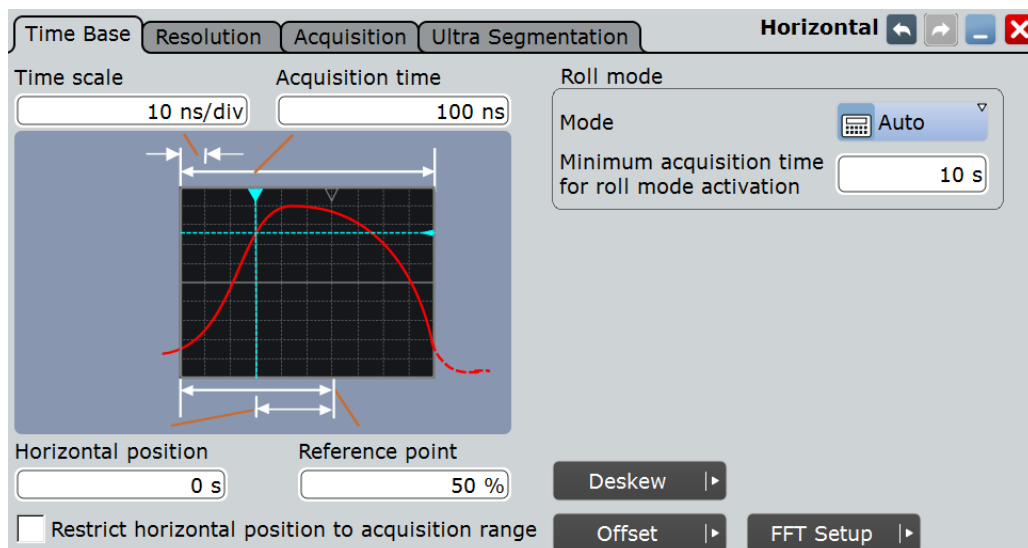 Time Base Resolution Acquisition Ultra Segmentation Horizontal
Time scale Acquisition time Roll mode
10 ns/div 100 ns
Mode Auto
Minimum acquisition time
for roll mode activation 10 s
Horizontal position Reference point
0 s 50 %
Deskew
Restrict horizontal position to acquisition range
Offset FFT Setup